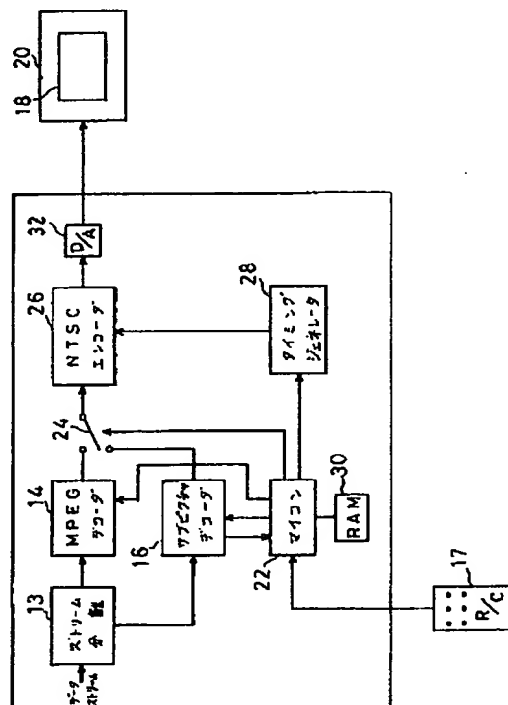 データ
ストリーム
13
ストリーム
分離
14
MPEG
デコーダ
24
26
NTSC
エンコーダ
32
D/A
20
18
16
サブピクチャ
デコーダ
22
マイコン
28
タイミング
ジェネレータ
30
RAM
17
R/C